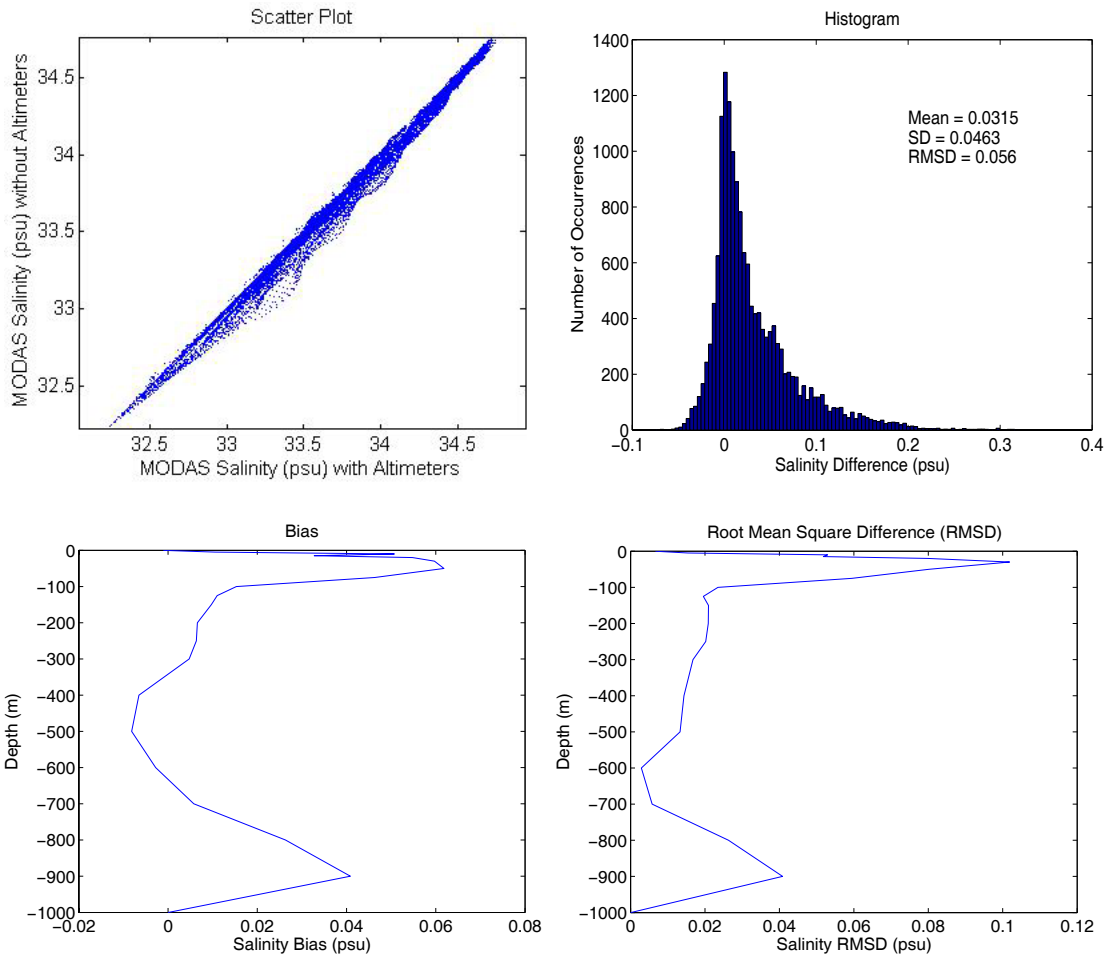 Scatter Plot
MODAS Salinity (psu) without Altimeters
34.5
34
33.5
33
32.5
32.5 33 33.5 34 34.5
MODAS Salinity (psu) with Altimeters
Histogram
Number of Occurrences
1400
1200
1000
800
600
400
200
0
Mean = 0.0315
SD = 0.0463
RMSD = 0.056
−0.1 0 0.1 0.2 0.3 0.4
Salinity Difference (psu)
Bias
Depth (m)
0
−100
−200
−300
−400
−500
−600
−700
−800
−900
−1000
−0.02 0 0.02 0.04 0.06 0.08
Salinity Bias (psu)
Root Mean Square Difference (RMSD)
Depth (m)
0
−100
−200
−300
−400
−500
−600
−700
−800
−900
−1000
0 0.02 0.04 0.06 0.08 0.1 0.12
Salinity RMSD (psu)